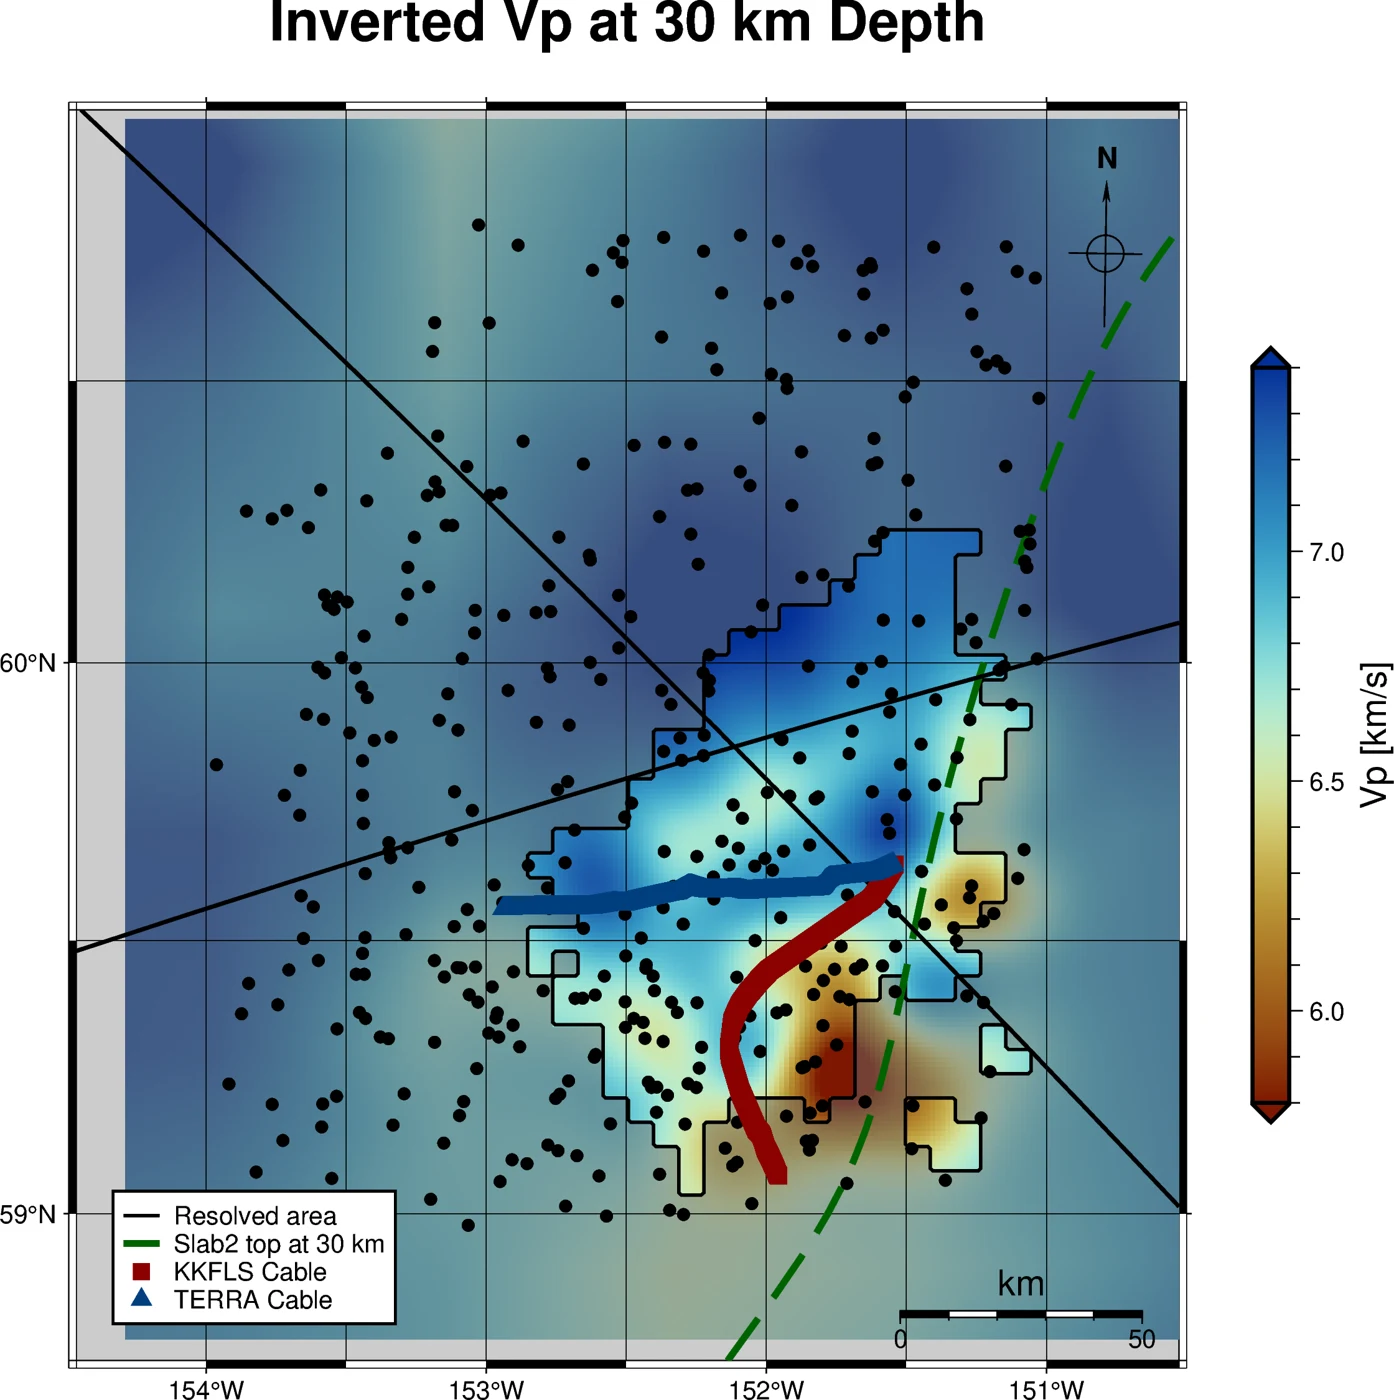 Inverted Vp at 30 km Depth
N
7.0
6.5
6.0
Vp [km/s]
60°N
59°N
Resolved area
Slab2 top at 30 km
KKFLS Cable
TERRA Cable
km
0 50
154°W 153°W 152°W 151°W